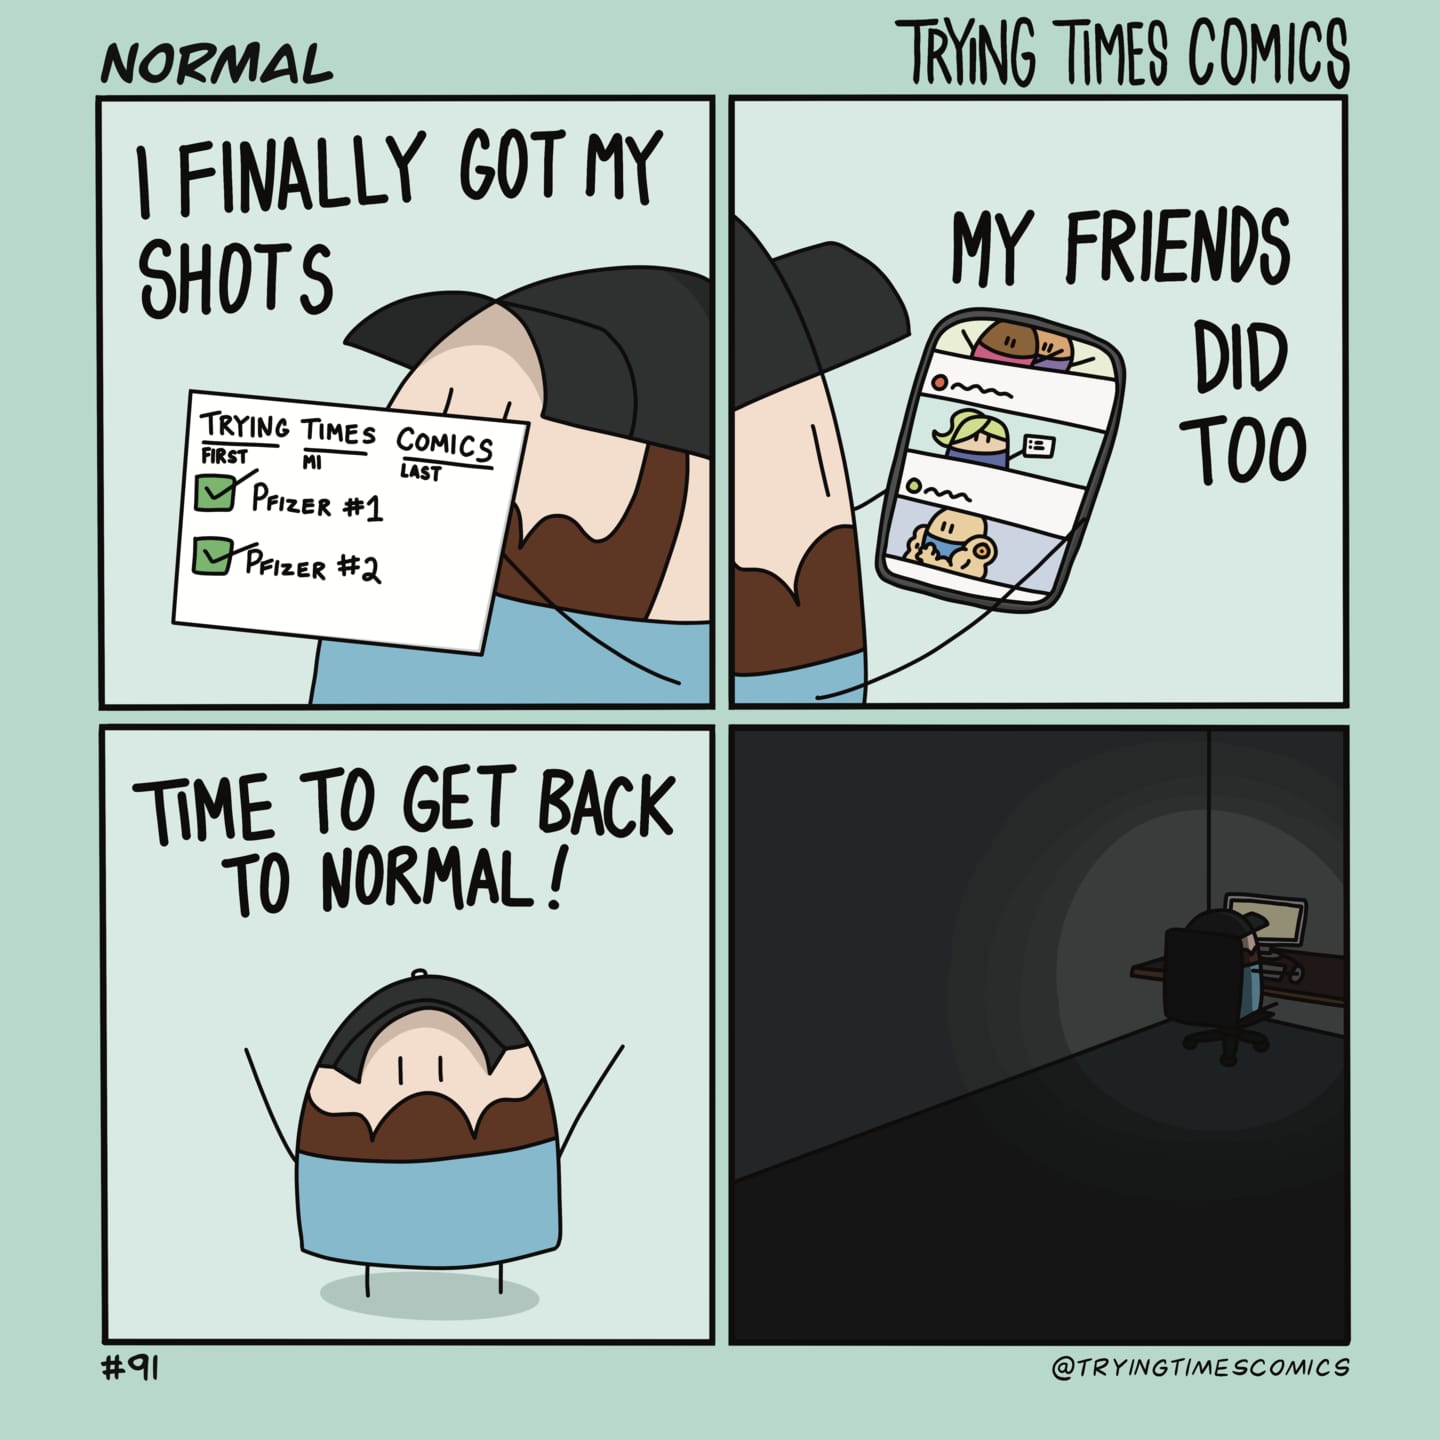 NORMAL
TRYING TIMES COMICS
I FINALLY GOT MY
SHOTS
TRYING TIMES COMICS
FIRST MI LAST
PFIZER #1
PFIZER #2
MY FRIENDS
DID
TOO
TIME TO GET BACK
TO NORMAL!
#91
@TRYINGTIMESCOMICS